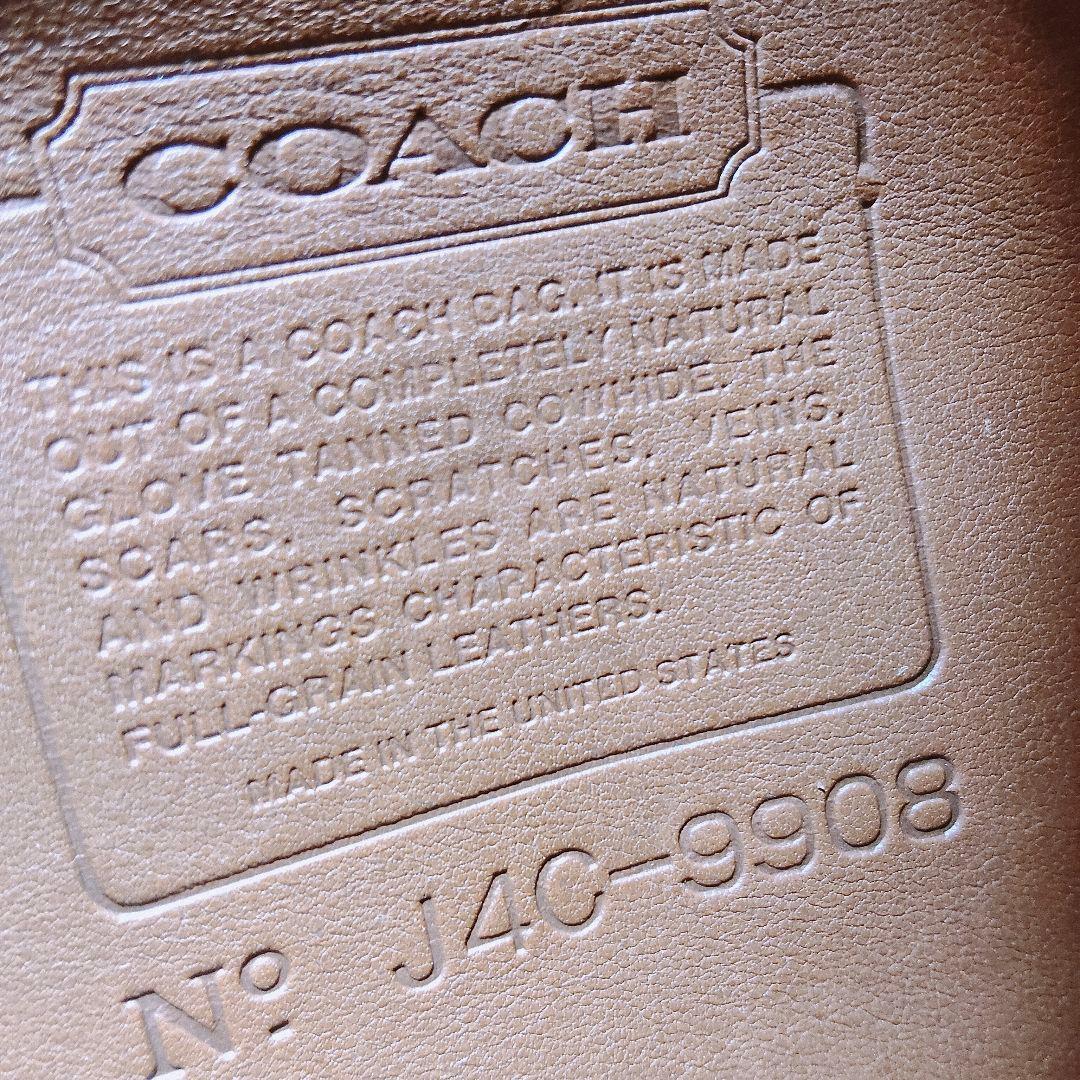 COACH
THIS IS A COACH BAG. IT IS MADE
OUT OF A COMPLETELY NATURAL
GLOVE TANNED COWHIDE. THE
SCARS, SCRATCHES, VEINS,
AND WRINKLES ARE NATURAL
MARKINGS CHARACTERISTIC OF
FULL-GRAIN LEATHERS.
MADE IN THE UNITED STATES
Nº J4C-9908